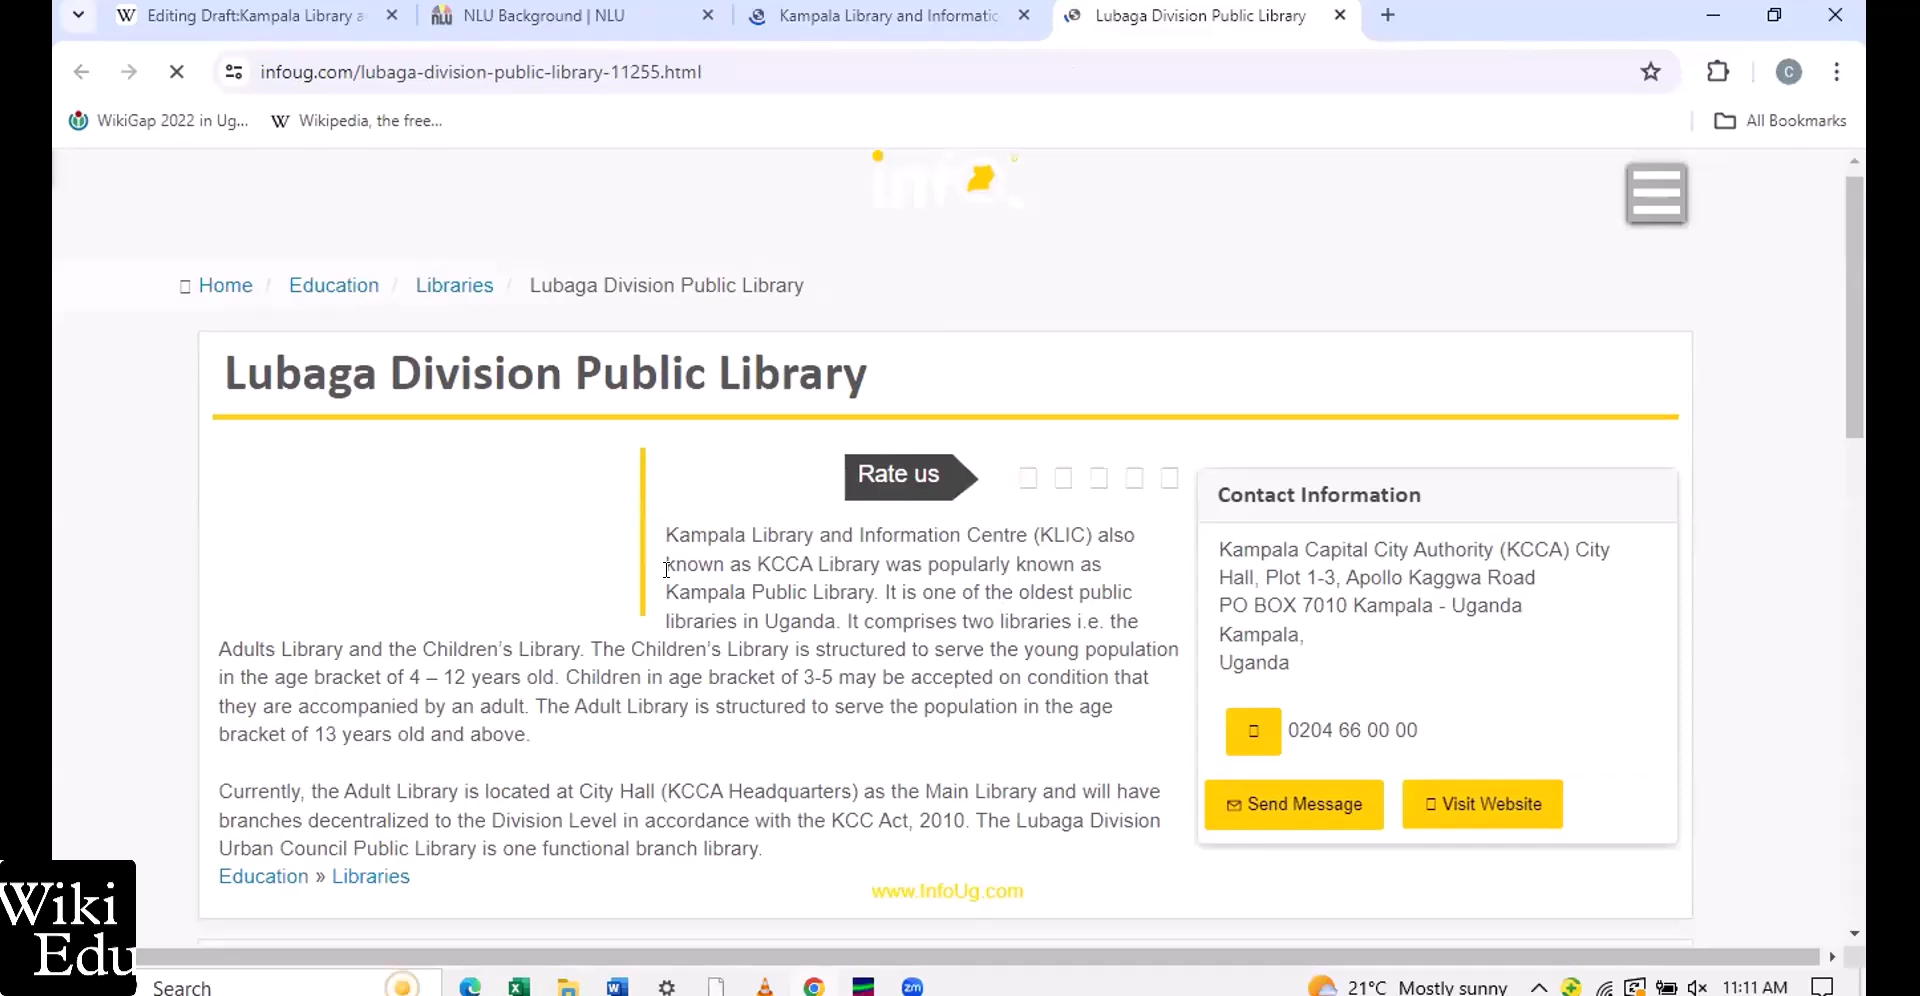 Editing Draft:Kampala Library a
NLU Background | NLU
Kampala Library and Informatic
Lubaga Division Public Library
infoug.com/lubaga-division-public-library-11255.html
C
WikiGap 2022 in Ug...
Wikipedia, the free...
All Bookmarks
Home / Education / Libraries / Lubaga Division Public Library
Lubaga Division Public Library
Rate us
Kampala Library and Information Centre (KLIC) also
known as KCCA Library was popularly known as
Kampala Public Library. It is one of the oldest public
libraries in Uganda. It comprises two libraries i.e. the
Adults Library and the Children’s Library. The Children’s Library is structured to serve the young population
in the age bracket of 4 – 12 years old. Children in age bracket of 3-5 may be accepted on condition that
they are accompanied by an adult. The Adult Library is structured to serve the population in the age
bracket of 13 years old and above.
Currently, the Adult Library is located at City Hall (KCCA Headquarters) as the Main Library and will have
branches decentralized to the Division Level in accordance with the KCC Act, 2010. The Lubaga Division
Urban Council Public Library is one functional branch library.
Education » Libraries
www.InfoUg.com
Contact Information
Kampala Capital City Authority (KCCA) City
Hall, Plot 1-3, Apollo Kaggwa Road
PO BOX 7010 Kampala - Uganda
Kampala,
Uganda
0204 66 00 00
Send Message
Visit Website
Wiki
Edu
Search
zm
21°C Mostly sunny
11:11 AM